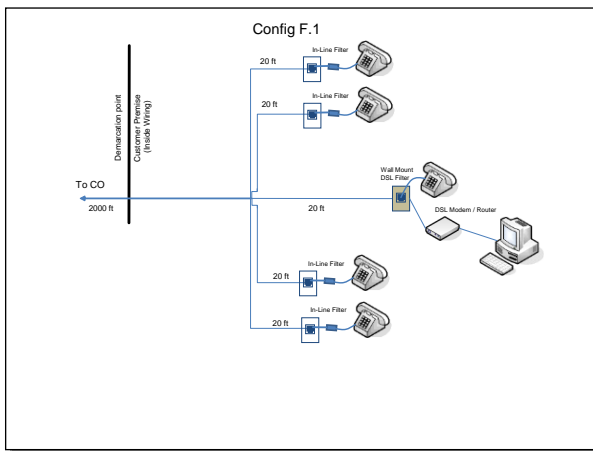 Config F.1
In-Line Filter
20 ft
In-Line Filter
20 ft
Demarcation point
Customer Premise
(Inside Wiring)
Wall Mount
DSL Filter
To CO
2000 ft
20 ft
DSL Modem / Router
In-Line Filter
20 ft
In-Line Filter
20 ft